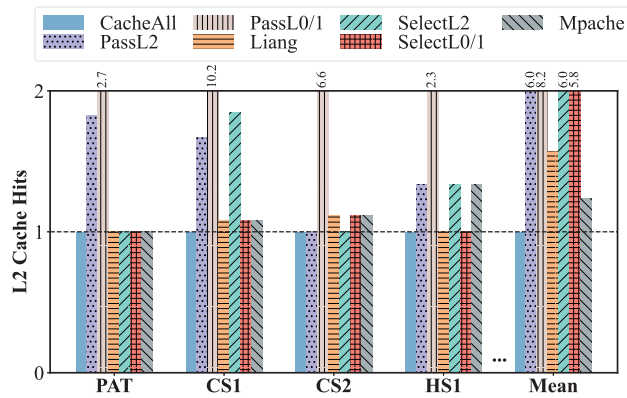 CacheAll PassL0/1 SelectL2 Mpache
PassL2 Liang SelectL0/1
2.7 10.2 6.6 2.3 6.0 8.2 6.0 5.8
2
1
0
L2 Cache Hits
...
PAT CS1 CS2 HS1 Mean